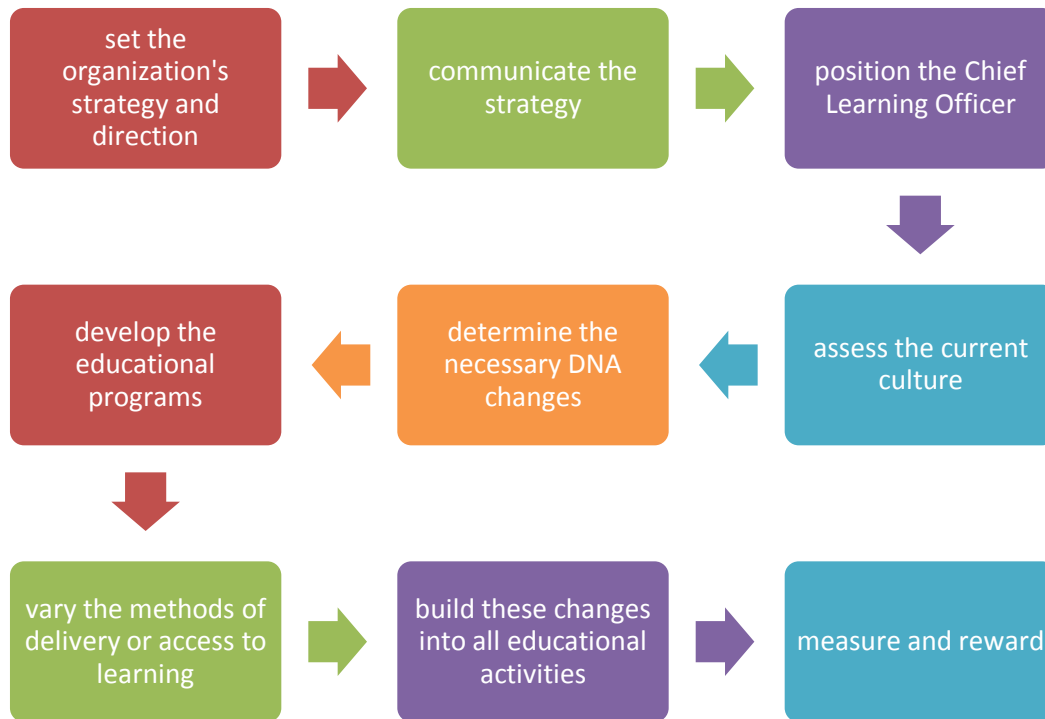 set the
organization's
strategy and
direction
communicate the
strategy
position the Chief
Learning Officer
assess the current
culture
determine the
necessary DNA
changes
develop the
educational
programs
vary the methods of
delivery or access to
learning
build these changes
into all educational
activities
measure and reward